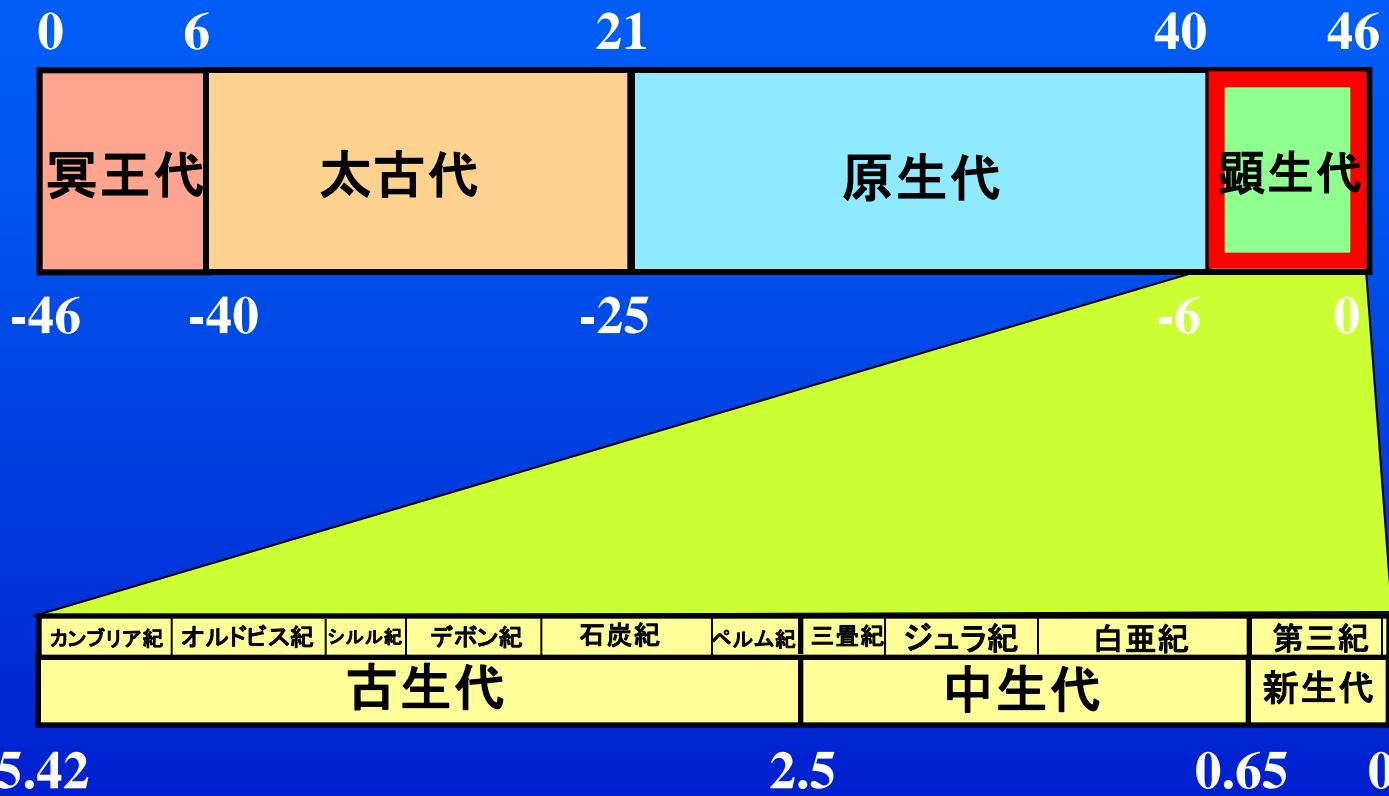 0 6 21 40 46
冥王代 太古代 原生代 顕生代
-46 -40 -25 -6 0
カンブリア紀 オルドビス紀 シルル紀 デボン紀 石炭紀 ペルム紀 三畳紀 ジュラ紀 白亜紀 第三紀
古生代 中生代 新生代
5.42 2.5 0.65 0